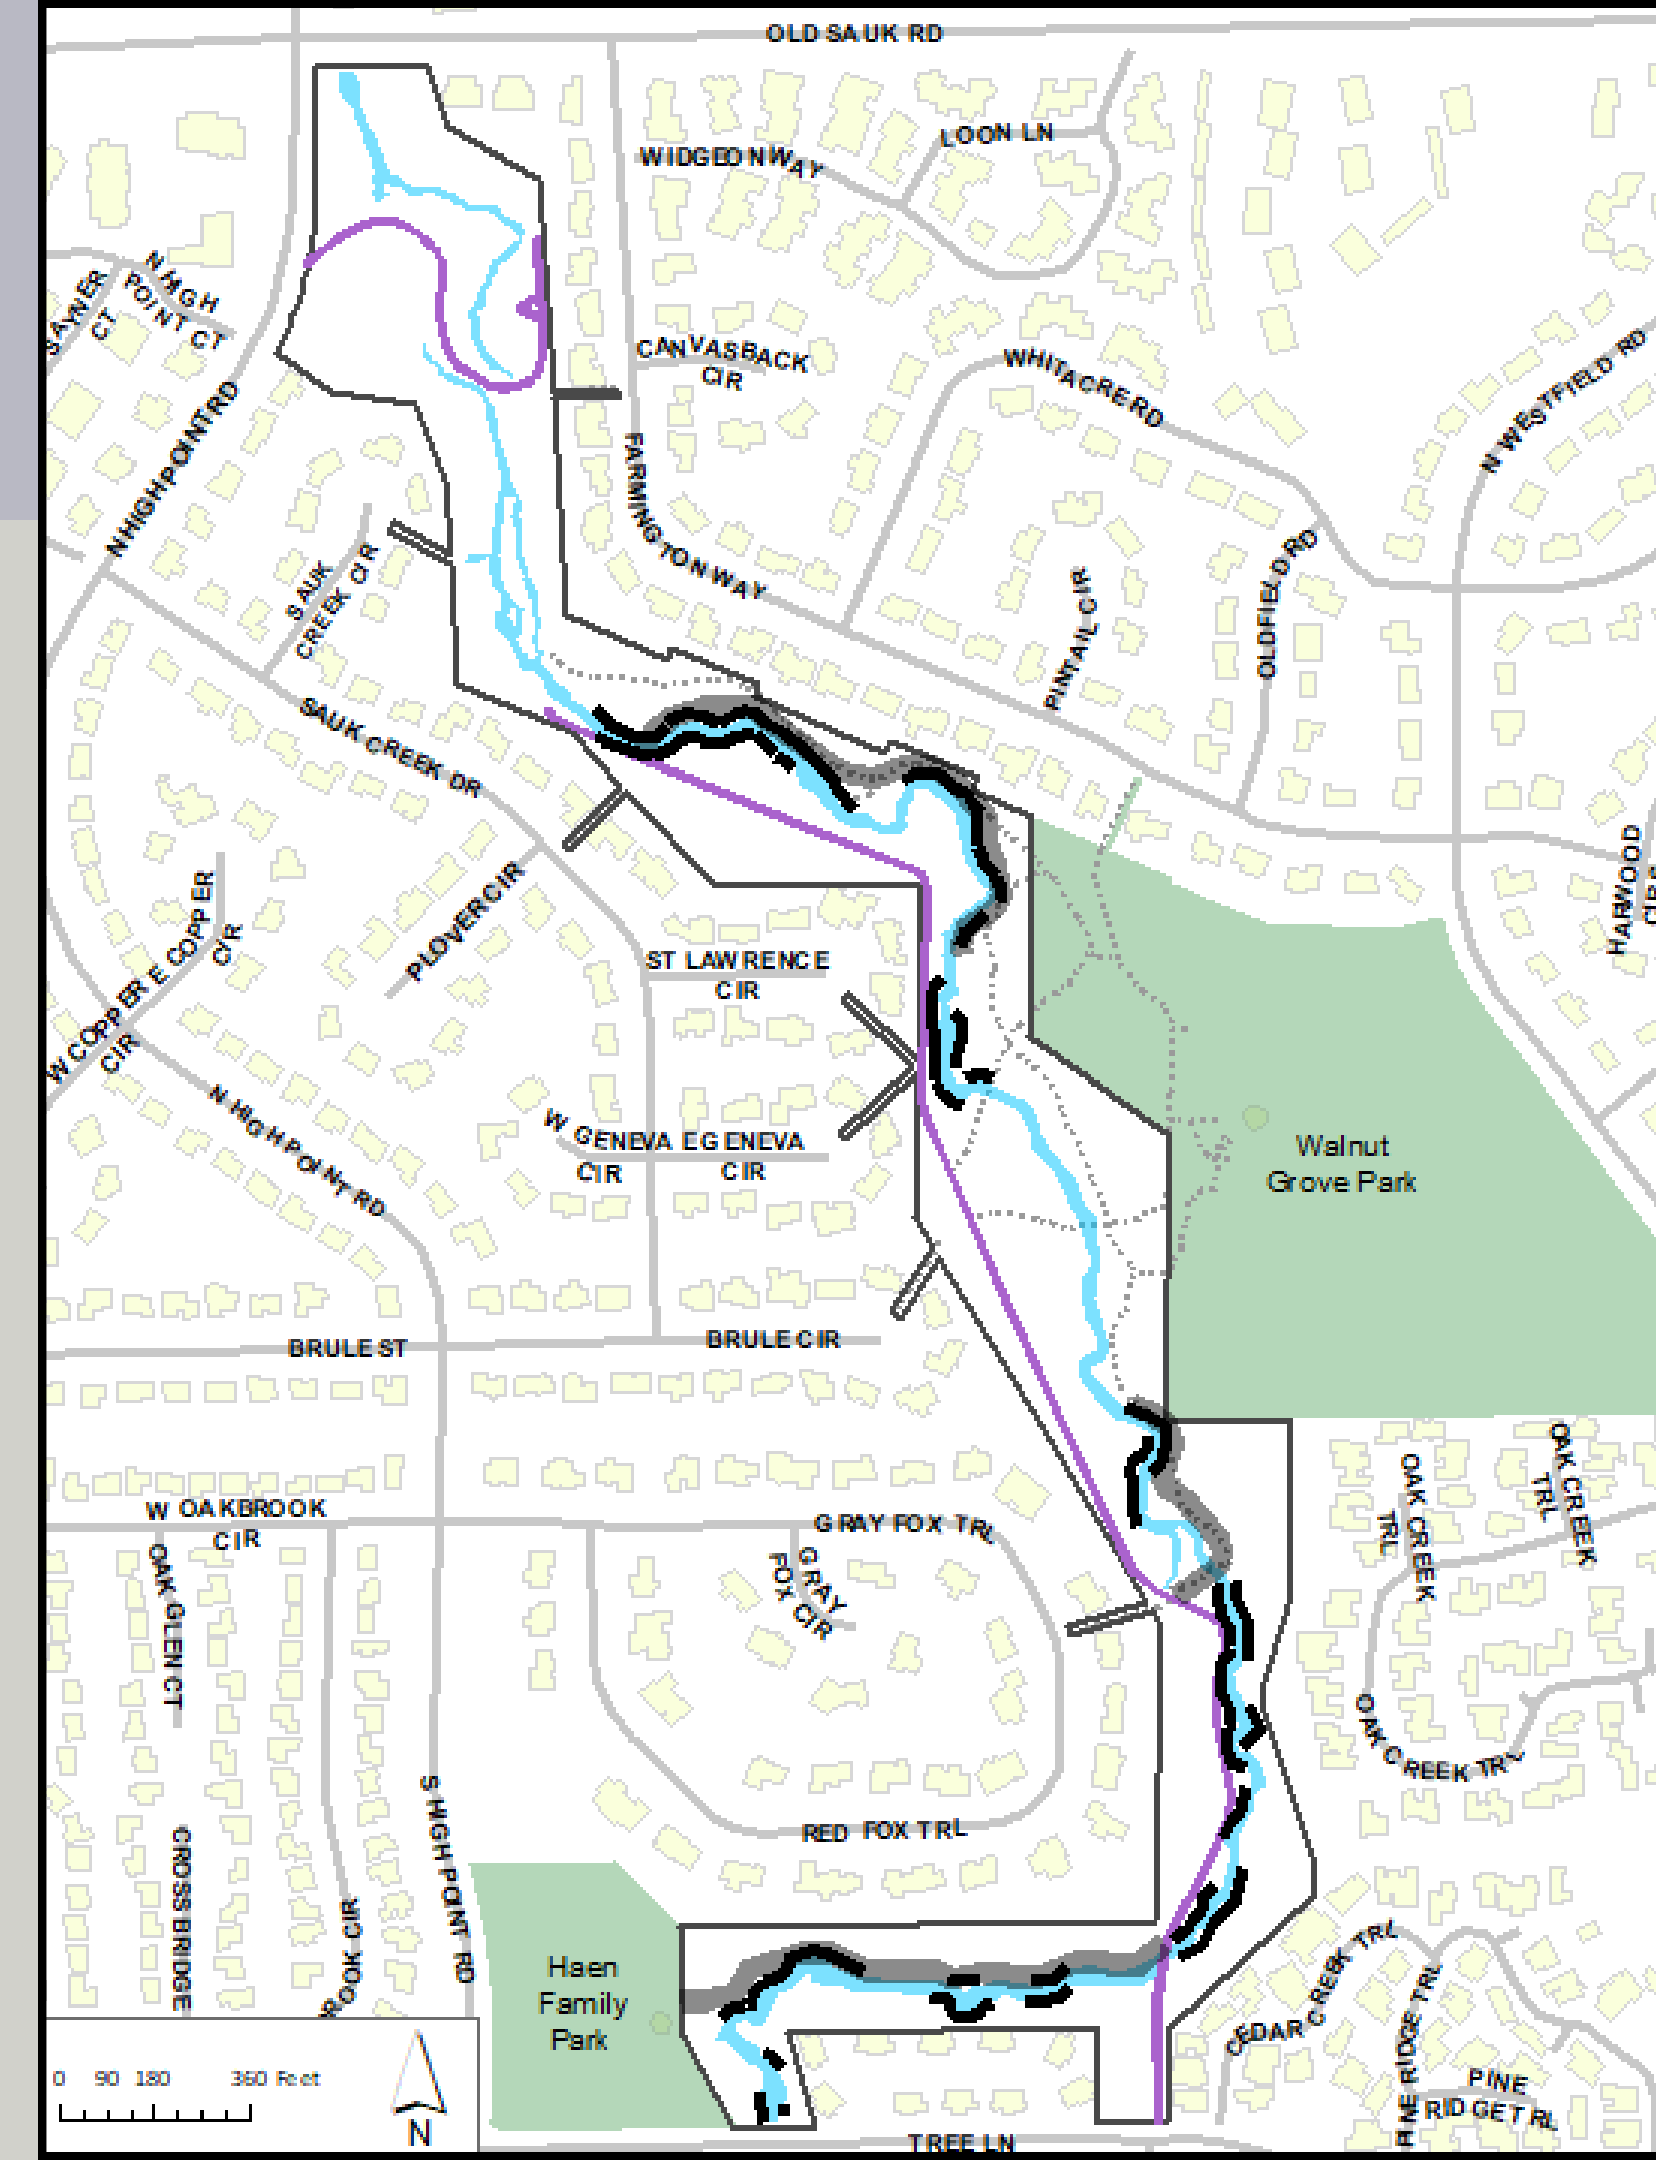 OLD SAUK RD
LOON LN
WIDGEON WAY
N HIGH
POINT CT
SAYNER
CT
CANVASBACK
CIR
WHITACRE RD
N WESTFIELD RD
N HIGH POINT RD
FARMINGTON WAY
SAUK
CREEK CIR
PINTAIL CIR
OLDFIELD RD
SAUK CREEK DR
HARWOOD
PLOVER CIR
E COPPER
CIR
W COPPER
CIR
ST LAWRENCE
CIR
N HIGH POINT RD
W GENEVA
CIR
E GENEVA
CIR
Walnut
Grove Park
BRULE ST
BRULE CIR
W OAKBROOK
CIR
GRAY FOX TRL
GRAY
FOX CIR
OAK CREEK
TRL
OAK CREEK
TRL
OAK GLEN CT
OAK CREEK TRL
S HIGH POINT RD
RED FOX TRL
CROSSBRIDGE
ROOK CIR
Haen
Family
Park
CEDAR CREEK TRL
PINE RIDGE TRL
PINE
RIDGE TRL
0 90 180 360 Feet
N
TREE LN